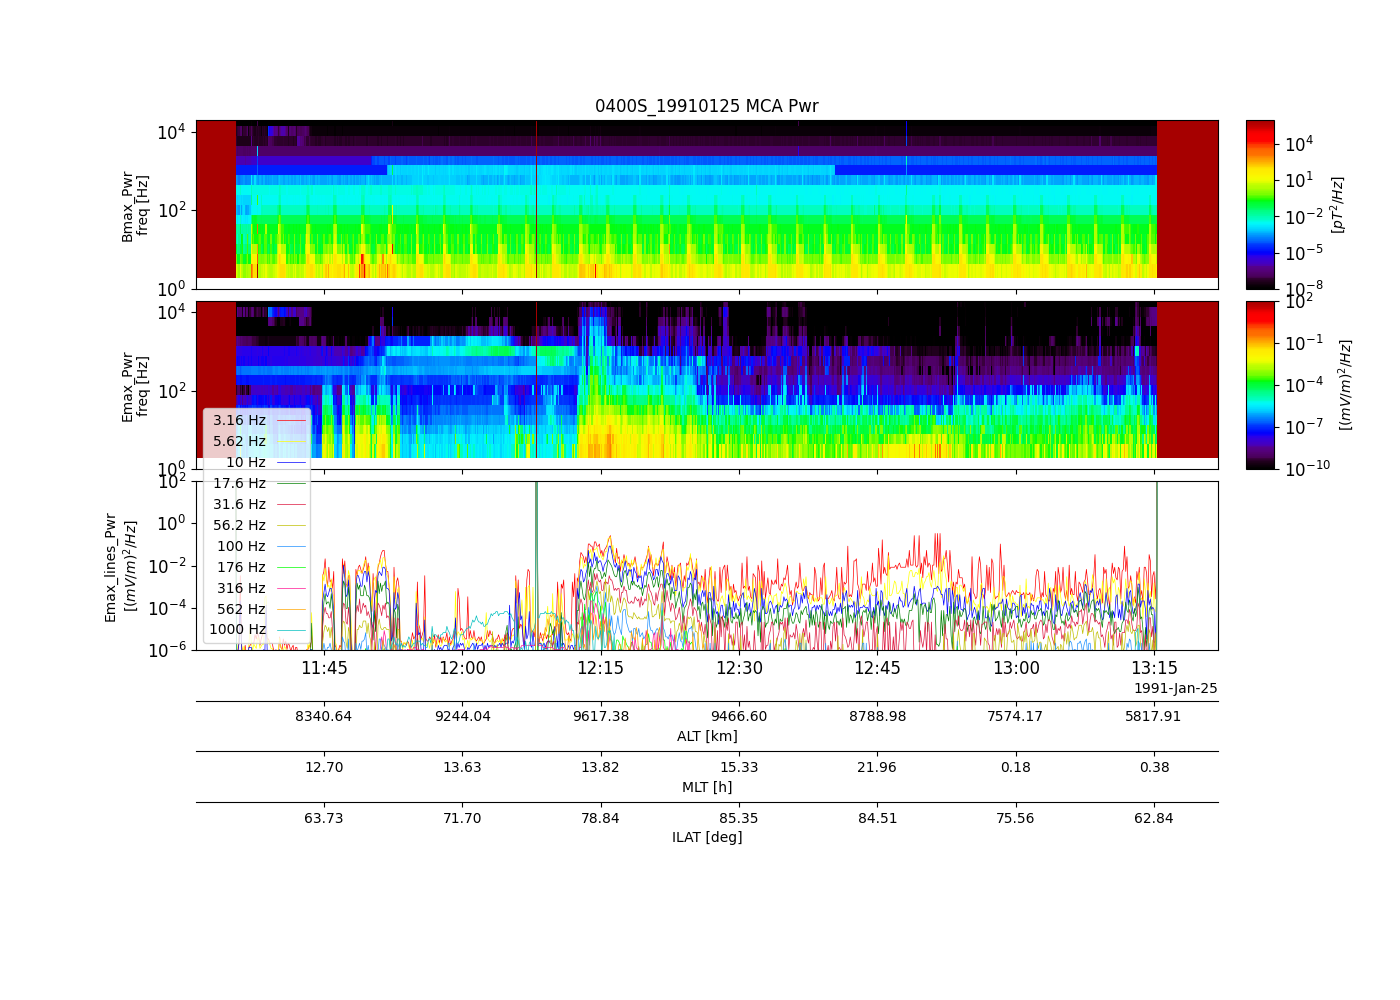 0400S_19910125 MCA Pwr
10^4
10^2
10^0
Bmax_Pwr
freq [Hz]
10^4
10^1
10^-2
10^-5
10^-8
[pT^2/Hz]
10^4
10^2
10^0
Emax_Pwr
freq [Hz]
10^2
10^-1
10^-4
10^-7
10^-10
[(mV/m)^2/Hz]
3.16 Hz
5.62 Hz
10 Hz
17.6 Hz
31.6 Hz
56.2 Hz
100 Hz
176 Hz
316 Hz
562 Hz
1000 Hz
10^2
10^0
10^-2
10^-4
10^-6
Emax_lines_Pwr
[(mV/m)^2/Hz]
11:45 12:00 12:15 12:30 12:45 13:00 13:15
1991-Jan-25
8340.64 9244.04 9617.38 9466.60 8788.98 7574.17 5817.91
ALT [km]
12.70 13.63 13.82 15.33 21.96 0.18 0.38
MLT [h]
63.73 71.70 78.84 85.35 84.51 75.56 62.84
ILAT [deg]